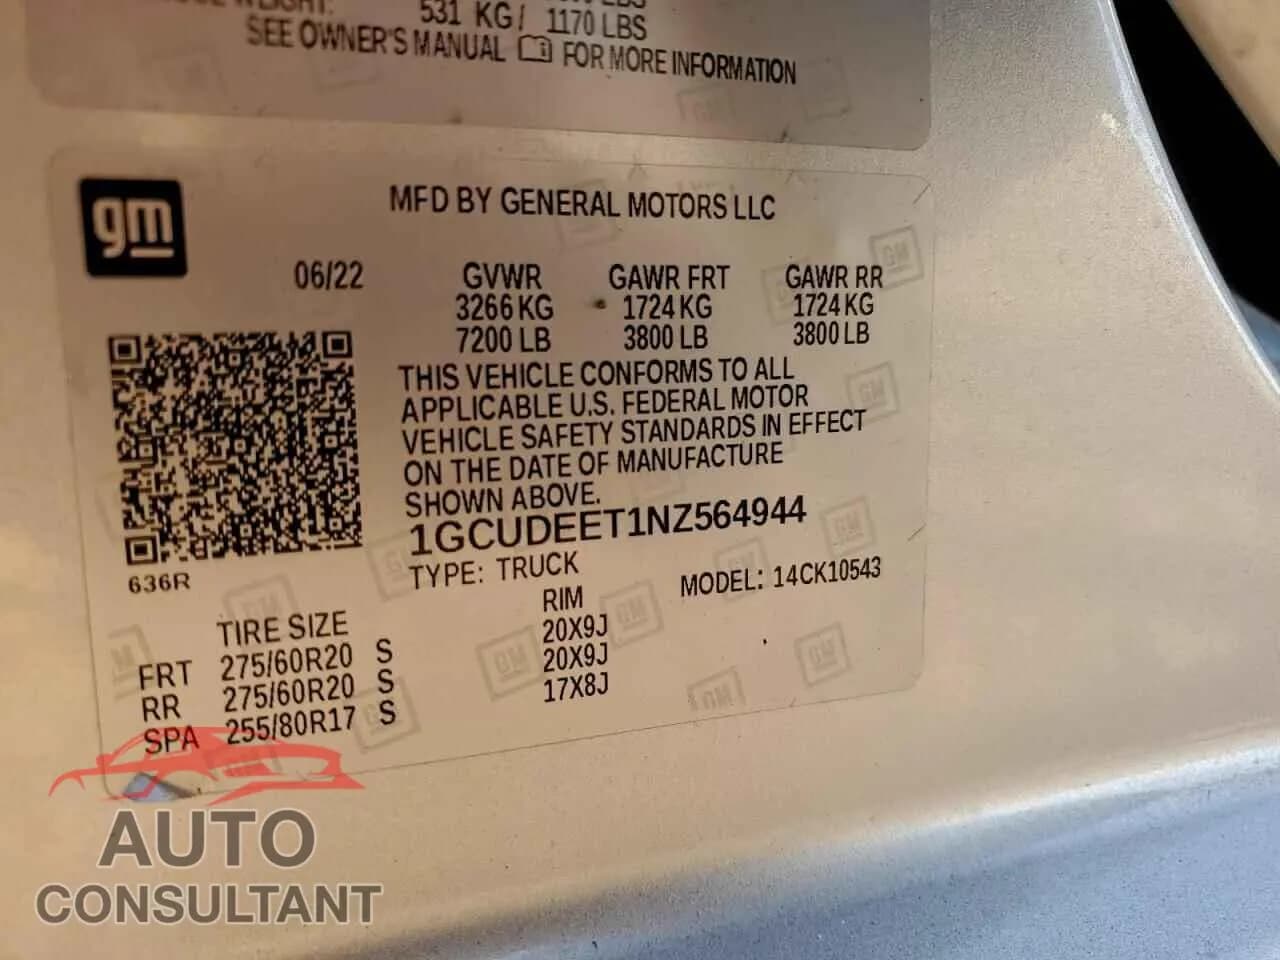 531 KG/ 1170 LBS
SEE OWNER'S MANUAL FOR MORE INFORMATION
gm
MFD BY GENERAL MOTORS LLC
06/22 GVWR GAWR FRT GAWR RR
3266 KG 1724 KG 1724 KG
7200 LB 3800 LB 3800 LB
THIS VEHICLE CONFORMS TO ALL
APPLICABLE U.S. FEDERAL MOTOR
VEHICLE SAFETY STANDARDS IN EFFECT
ON THE DATE OF MANUFACTURE
SHOWN ABOVE.
1GCUDEET1NZ564944
636R
TYPE: TRUCK MODEL: 14CK10543
TIRE SIZE RIM
FRT 275/60R20 S 20X9J
RR 275/60R20 S 20X9J
SPA 255/80R17 S 17X8J
AUTO
CONSULTANT